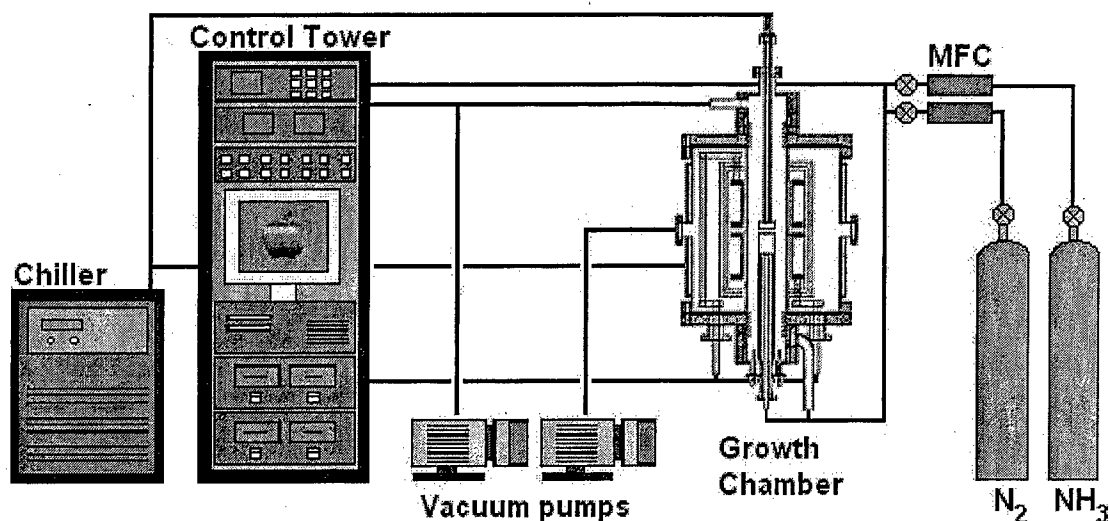 Control Tower
MFC
Chiller
Growth
Chamber
Vacuum pumps
N₂
NH₃